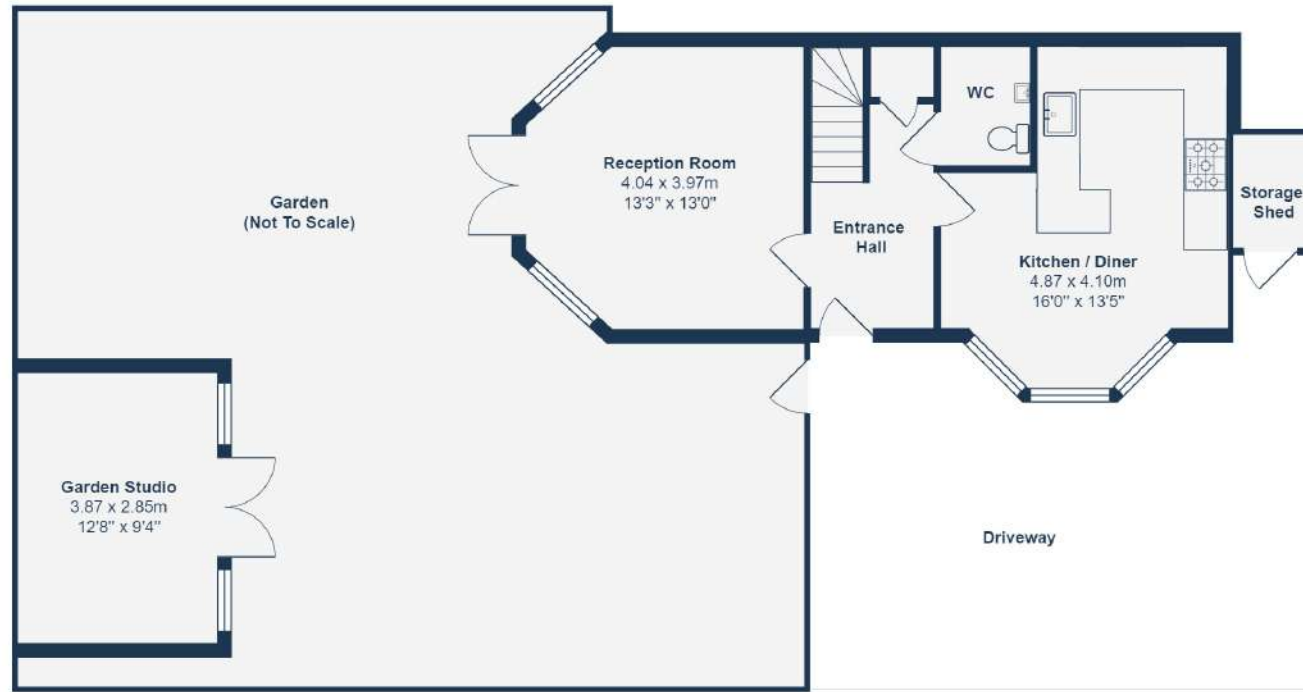 WC
Reception Room
4.04 x 3.97m
13'3" x 13'0"
Garden
(Not To Scale)
Storage
Shed
Entrance
Hall
Kitchen / Diner
4.87 x 4.10m
16'0" x 13'5"
Garden Studio
3.87 x 2.85m
12'8" x 9'4"
Driveway